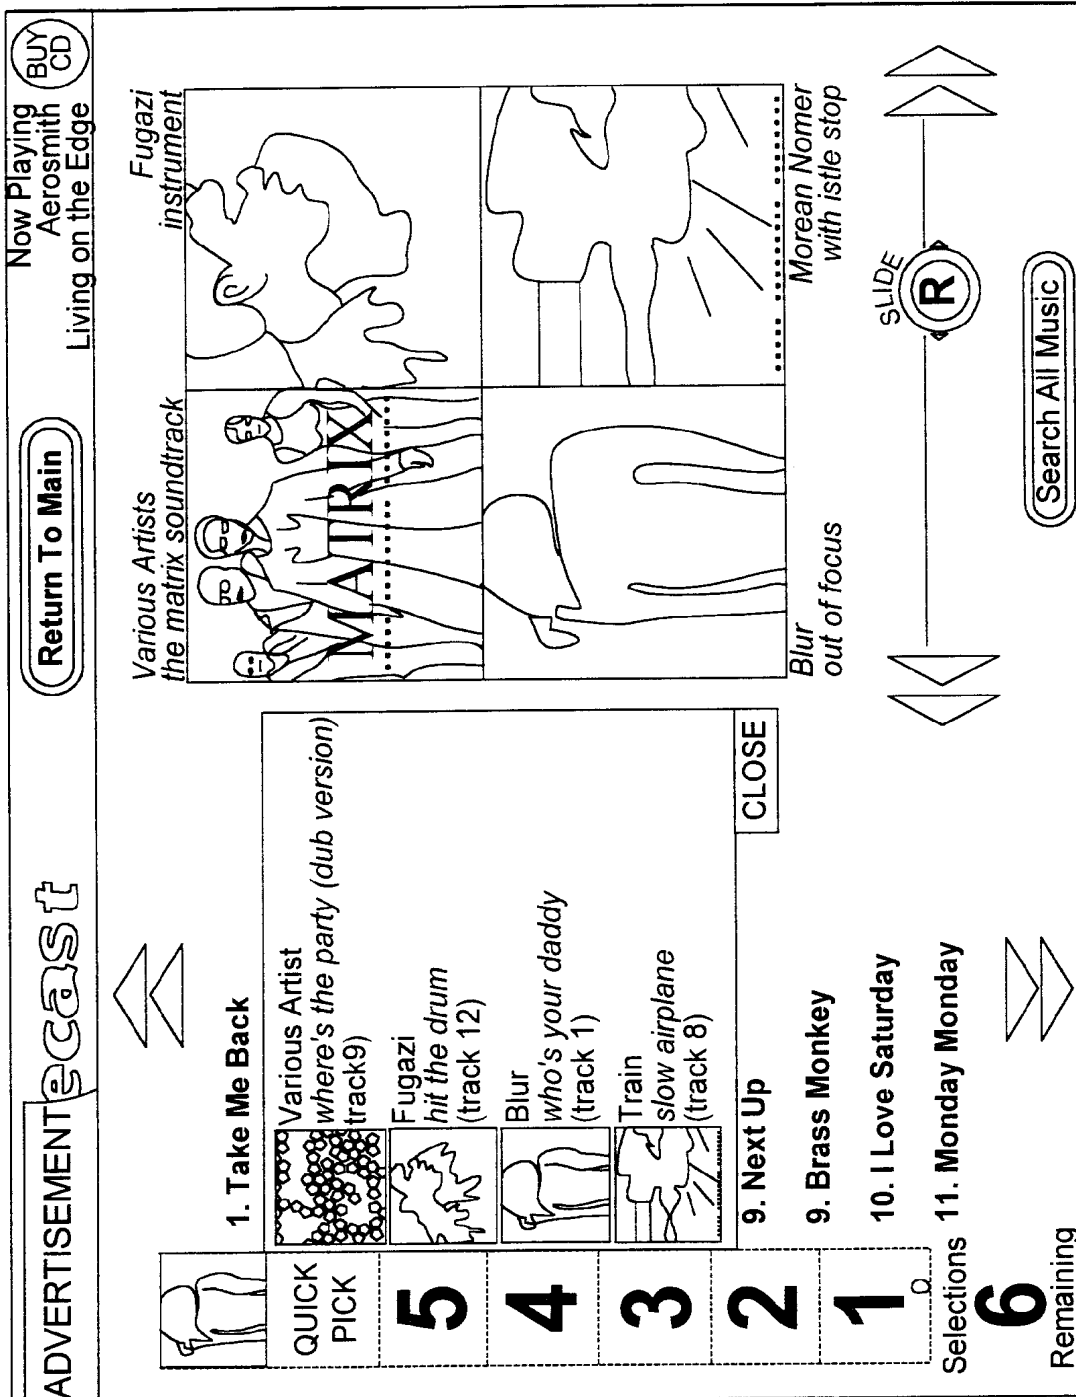 ADVERTISEMENT
ecast
Return To Main
Now Playing
Aerosmith
Living on the Edge
BUY
CD
QUICK
PICK
5
4
3
2
1
Selections
6
Remaining
1. Take Me Back
Various Artist
where's the party (dub version)
track9)
Fugazi
hit the drum
(track 12)
Blur
who's your daddy
(track 1)
Train
slow airplane
(track 8)
CLOSE
9. Next Up
9. Brass Monkey
10. I Love Saturday
11. Monday Monday
Various Artists
the matrix soundtrack
Fugazi
instrument
MATRIX
Blur
out of focus
Morean Nomer
with istle stop
SLIDE
R
Search All Music